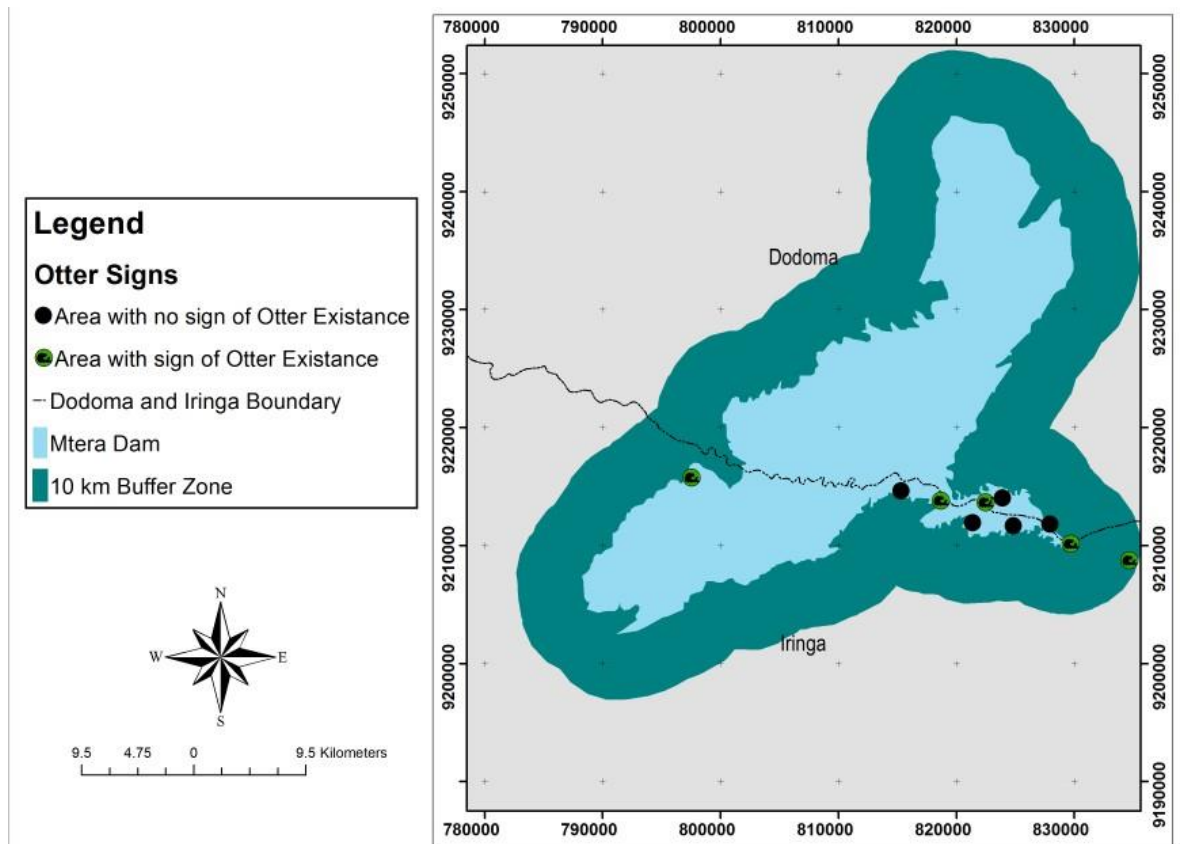 Legend
Otter Signs
Area with no sign of Otter Existance
Area with sign of Otter Existance
Dodoma and Iringa Boundary
Mtera Dam
10 km Buffer Zone
N
W E
S
9.5 4.75 0 9.5 Kilometers
780000 790000 800000 810000 820000 830000
9250000 9250000
9240000 9240000
Dodoma
9230000 9230000
9220000 9220000
9210000 9210000
Iringa
9200000 9200000
9190000 9190000
780000 790000 800000 810000 820000 830000